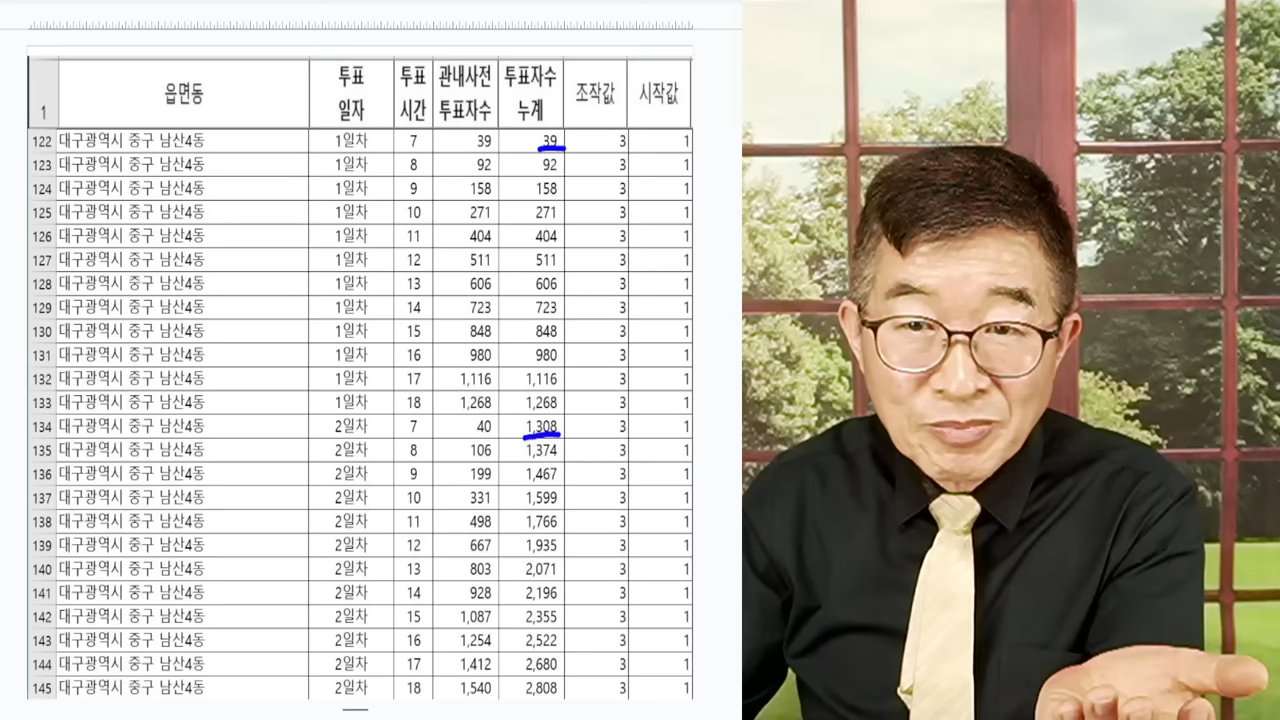 1 읍면동 투표 일자 투표 시간 관내사전 투표자수 투표자수 누계 조작값 시작값
122 대구광역시 중구 남산4동 1일차 7 39 39 3 1
123 대구광역시 중구 남산4동 1일차 8 92 92 3 1
124 대구광역시 중구 남산4동 1일차 9 158 158 3 1
125 대구광역시 중구 남산4동 1일차 10 271 271 3 1
126 대구광역시 중구 남산4동 1일차 11 404 404 3 1
127 대구광역시 중구 남산4동 1일차 12 511 511 3 1
128 대구광역시 중구 남산4동 1일차 13 606 606 3 1
129 대구광역시 중구 남산4동 1일차 14 723 723 3 1
130 대구광역시 중구 남산4동 1일차 15 848 848 3 1
131 대구광역시 중구 남산4동 1일차 16 980 980 3 1
132 대구광역시 중구 남산4동 1일차 17 1,116 1,116 3 1
133 대구광역시 중구 남산4동 1일차 18 1,268 1,268 3 1
134 대구광역시 중구 남산4동 2일차 7 40 1,308 3 1
135 대구광역시 중구 남산4동 2일차 8 106 1,374 3 1
136 대구광역시 중구 남산4동 2일차 9 199 1,467 3 1
137 대구광역시 중구 남산4동 2일차 10 331 1,599 3 1
138 대구광역시 중구 남산4동 2일차 11 498 1,766 3 1
139 대구광역시 중구 남산4동 2일차 12 667 1,935 3 1
140 대구광역시 중구 남산4동 2일차 13 803 2,071 3 1
141 대구광역시 중구 남산4동 2일차 14 928 2,196 3 1
142 대구광역시 중구 남산4동 2일차 15 1,087 2,355 3 1
143 대구광역시 중구 남산4동 2일차 16 1,254 2,522 3 1
144 대구광역시 중구 남산4동 2일차 17 1,412 2,680 3 1
145 대구광역시 중구 남산4동 2일차 18 1,540 2,808 3 1